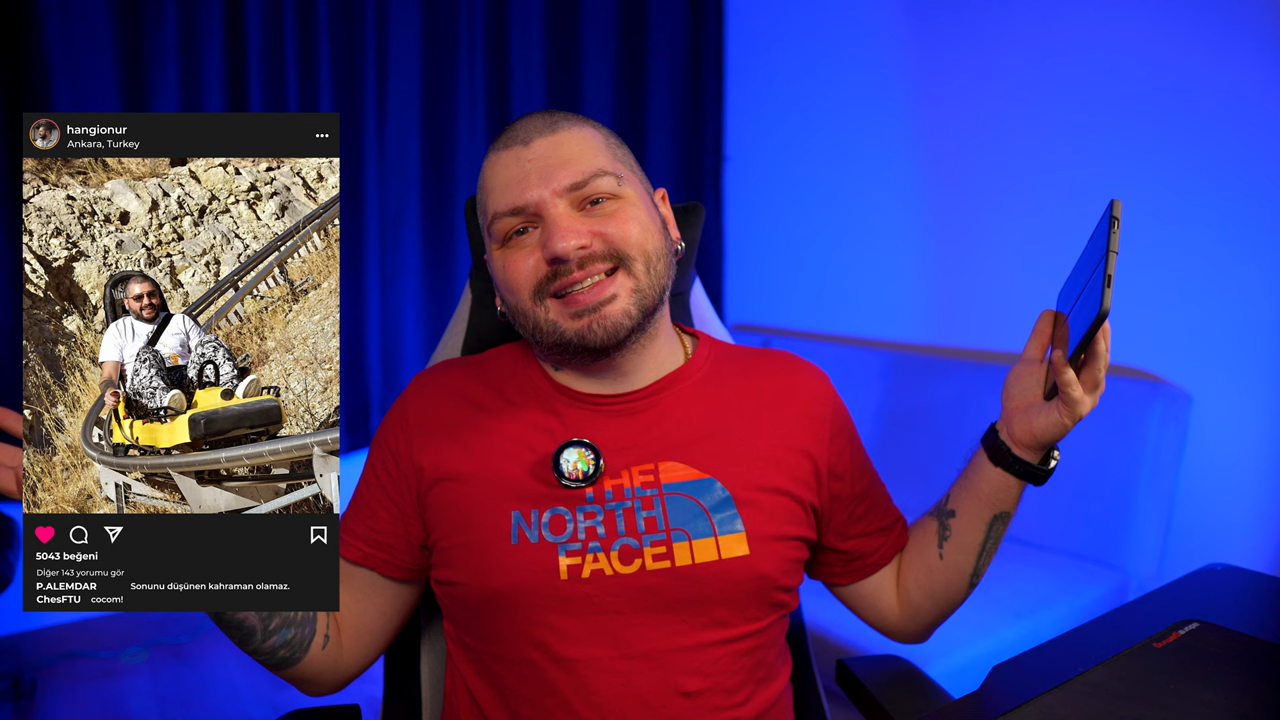 hangionur
Ankara, Turkey
5043 beğeni
Diğer 143 yorumu gör
P.ALEMDAR Sonunu düşünen kahraman olamaz.
ChesFTU cocom!
THE
NORTH
FACE